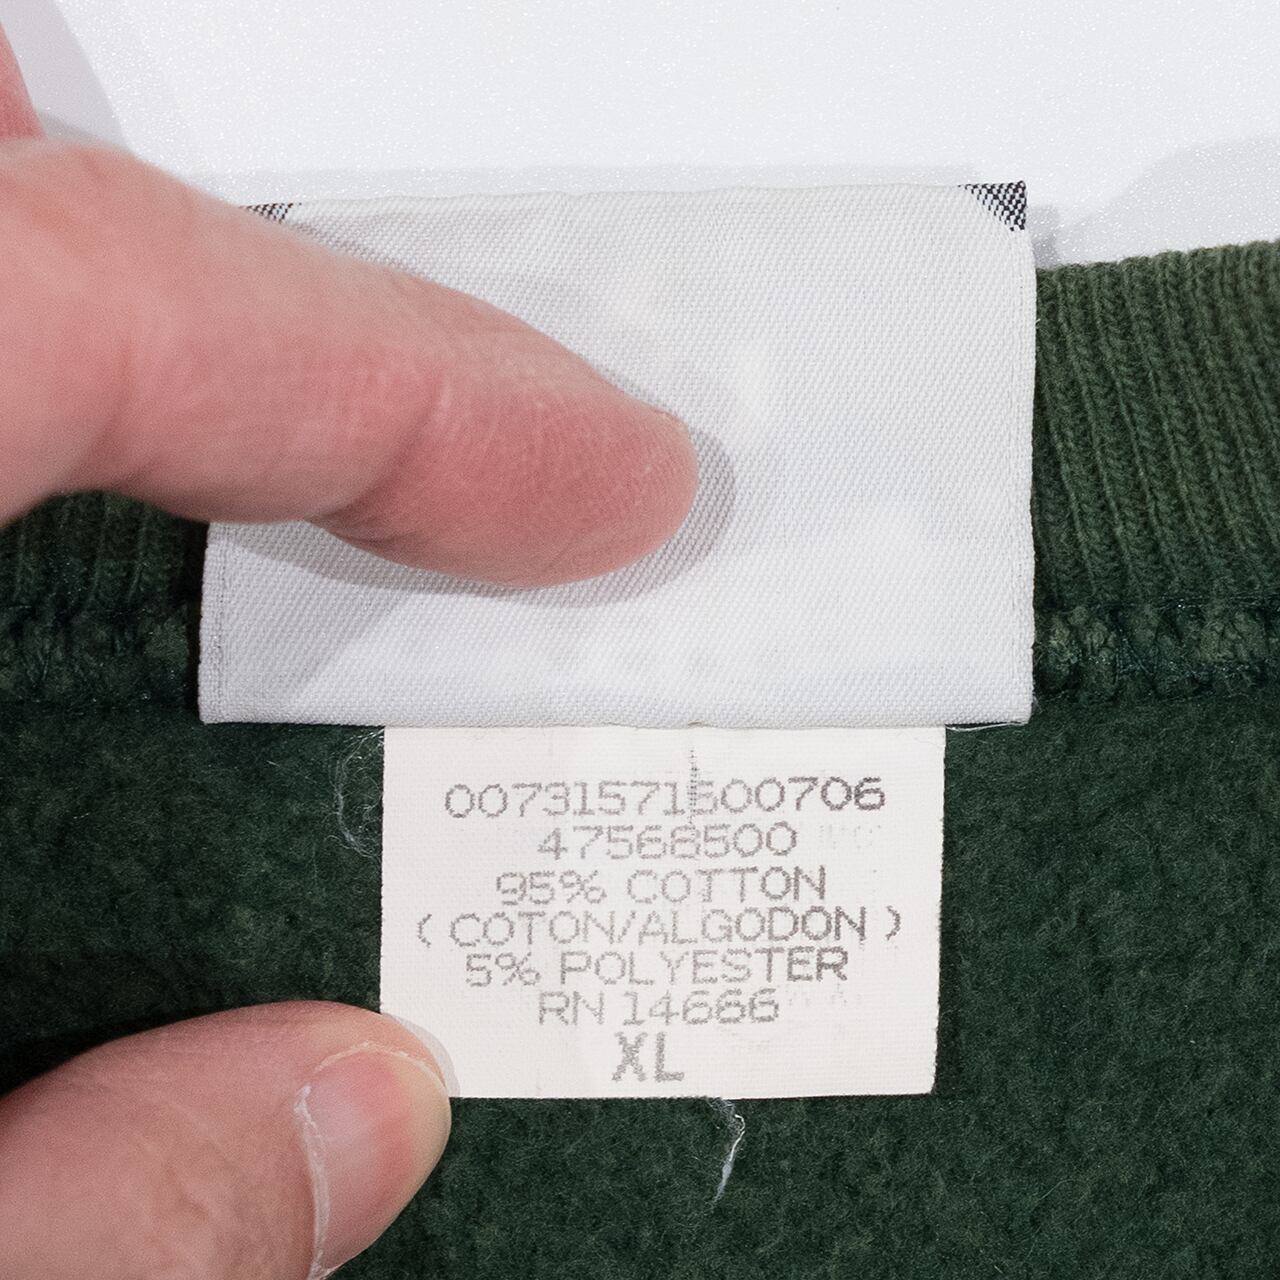 00731571500706
47568500
95% COTTON
( COTON/ALGODON )
5% POLYESTER
RN 14666
XL